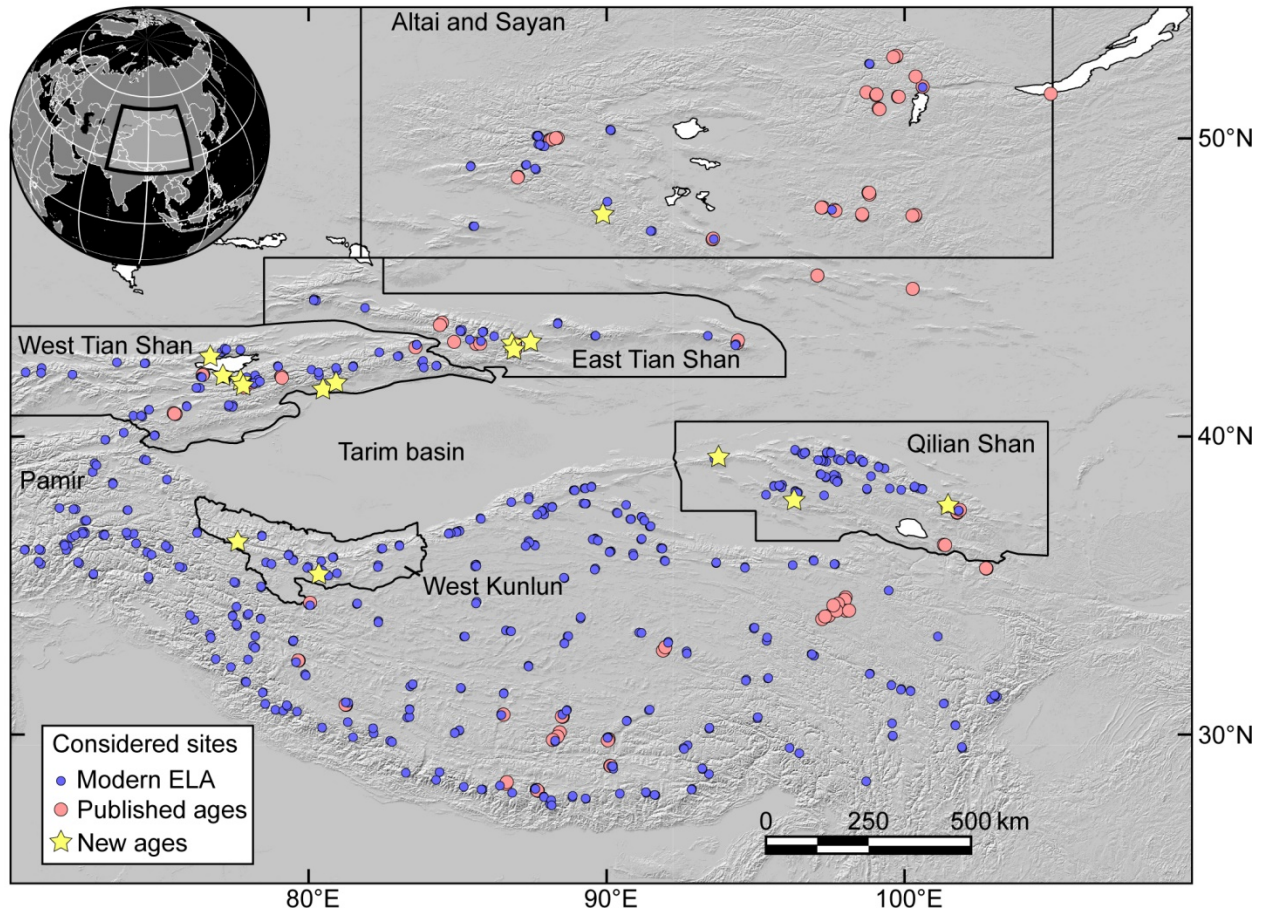 Altai and Sayan
50°N
West Tian Shan
East Tian Shan
40°N
Tarim basin
Qilian Shan
Pamir
West Kunlun
Considered sites
Modern ELA
Published ages
New ages
30°N
0 250 500 km
80°E 90°E 100°E